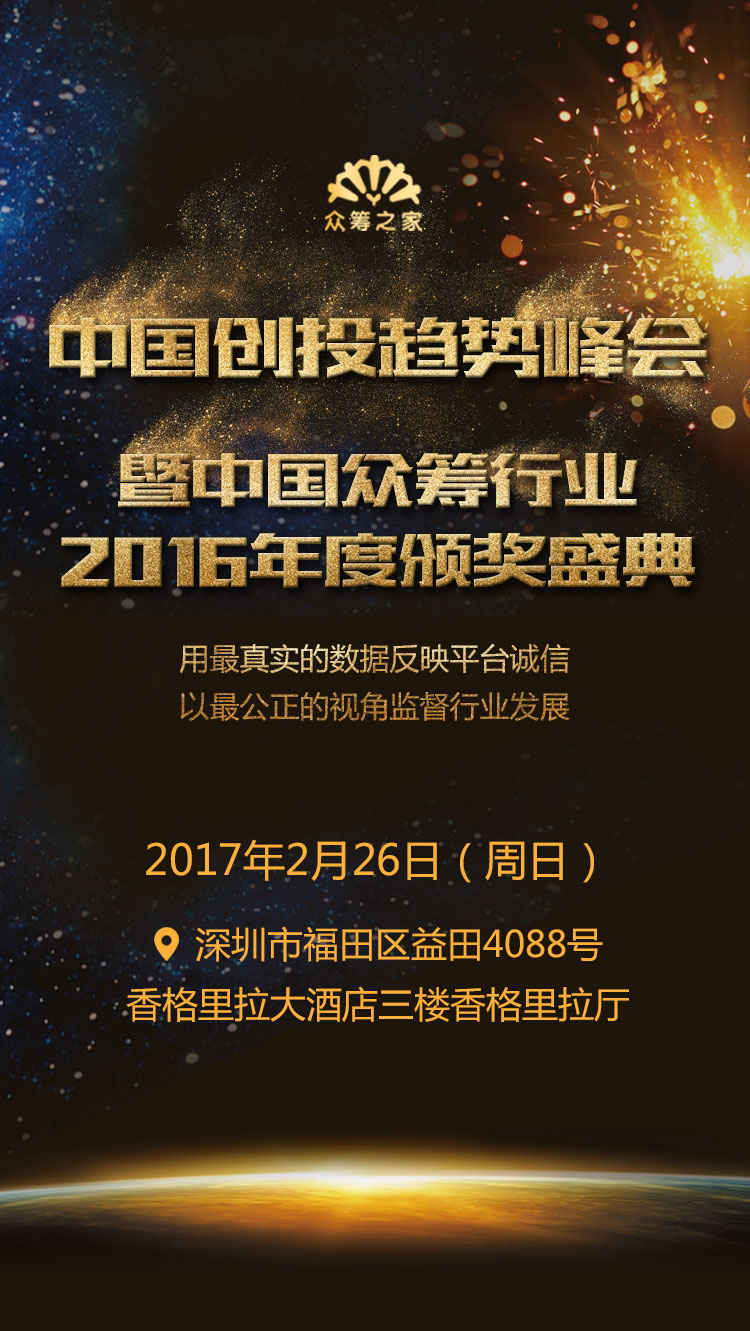 众筹之家
中国创投趋势峰会
暨中国众筹行业
2016年度颁奖盛典
用最真实的数据反映平台诚信
以最公正的视角监督行业发展
2017年2月26日（周日）
深圳市福田区益田4088号
香格里拉大酒店三楼香格里拉厅